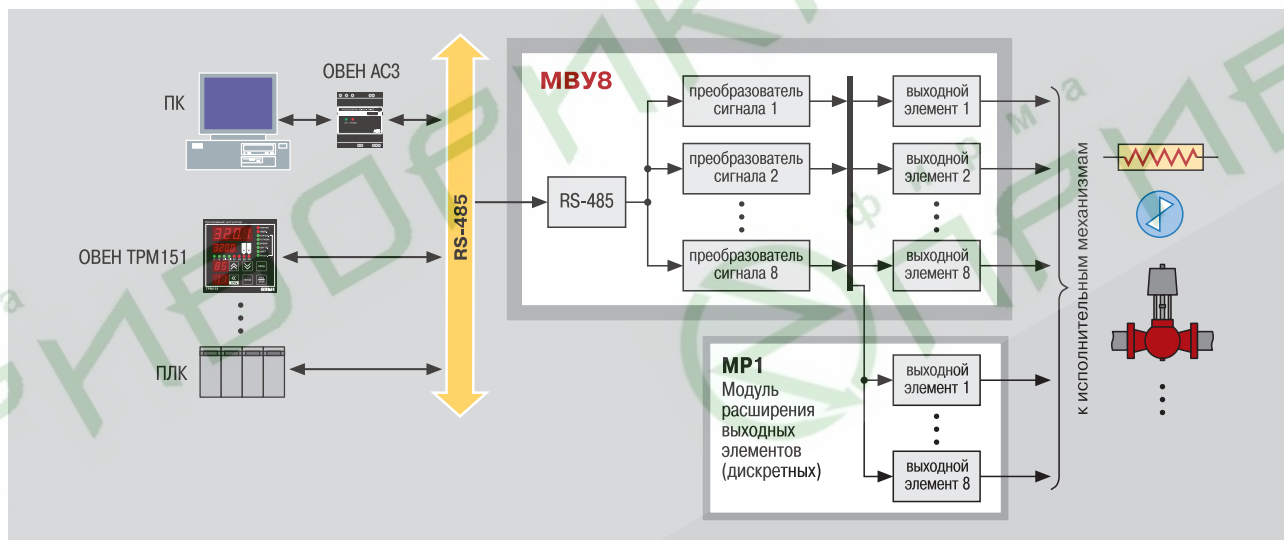 ПК
ОВЕН АС3
ОВЕН ТРМ151
ПЛК
RS-485
МВУ8
RS-485
преобразователь
сигнала 1
преобразователь
сигнала 2
преобразователь
сигнала 8
выходной
элемент 1
выходной
элемент 2
выходной
элемент 8
МР1
Модуль
расширения
выходных
элементов
(дискретных)
выходной
элемент 1
выходной
элемент 8
к исполнительным механизмам
фирма